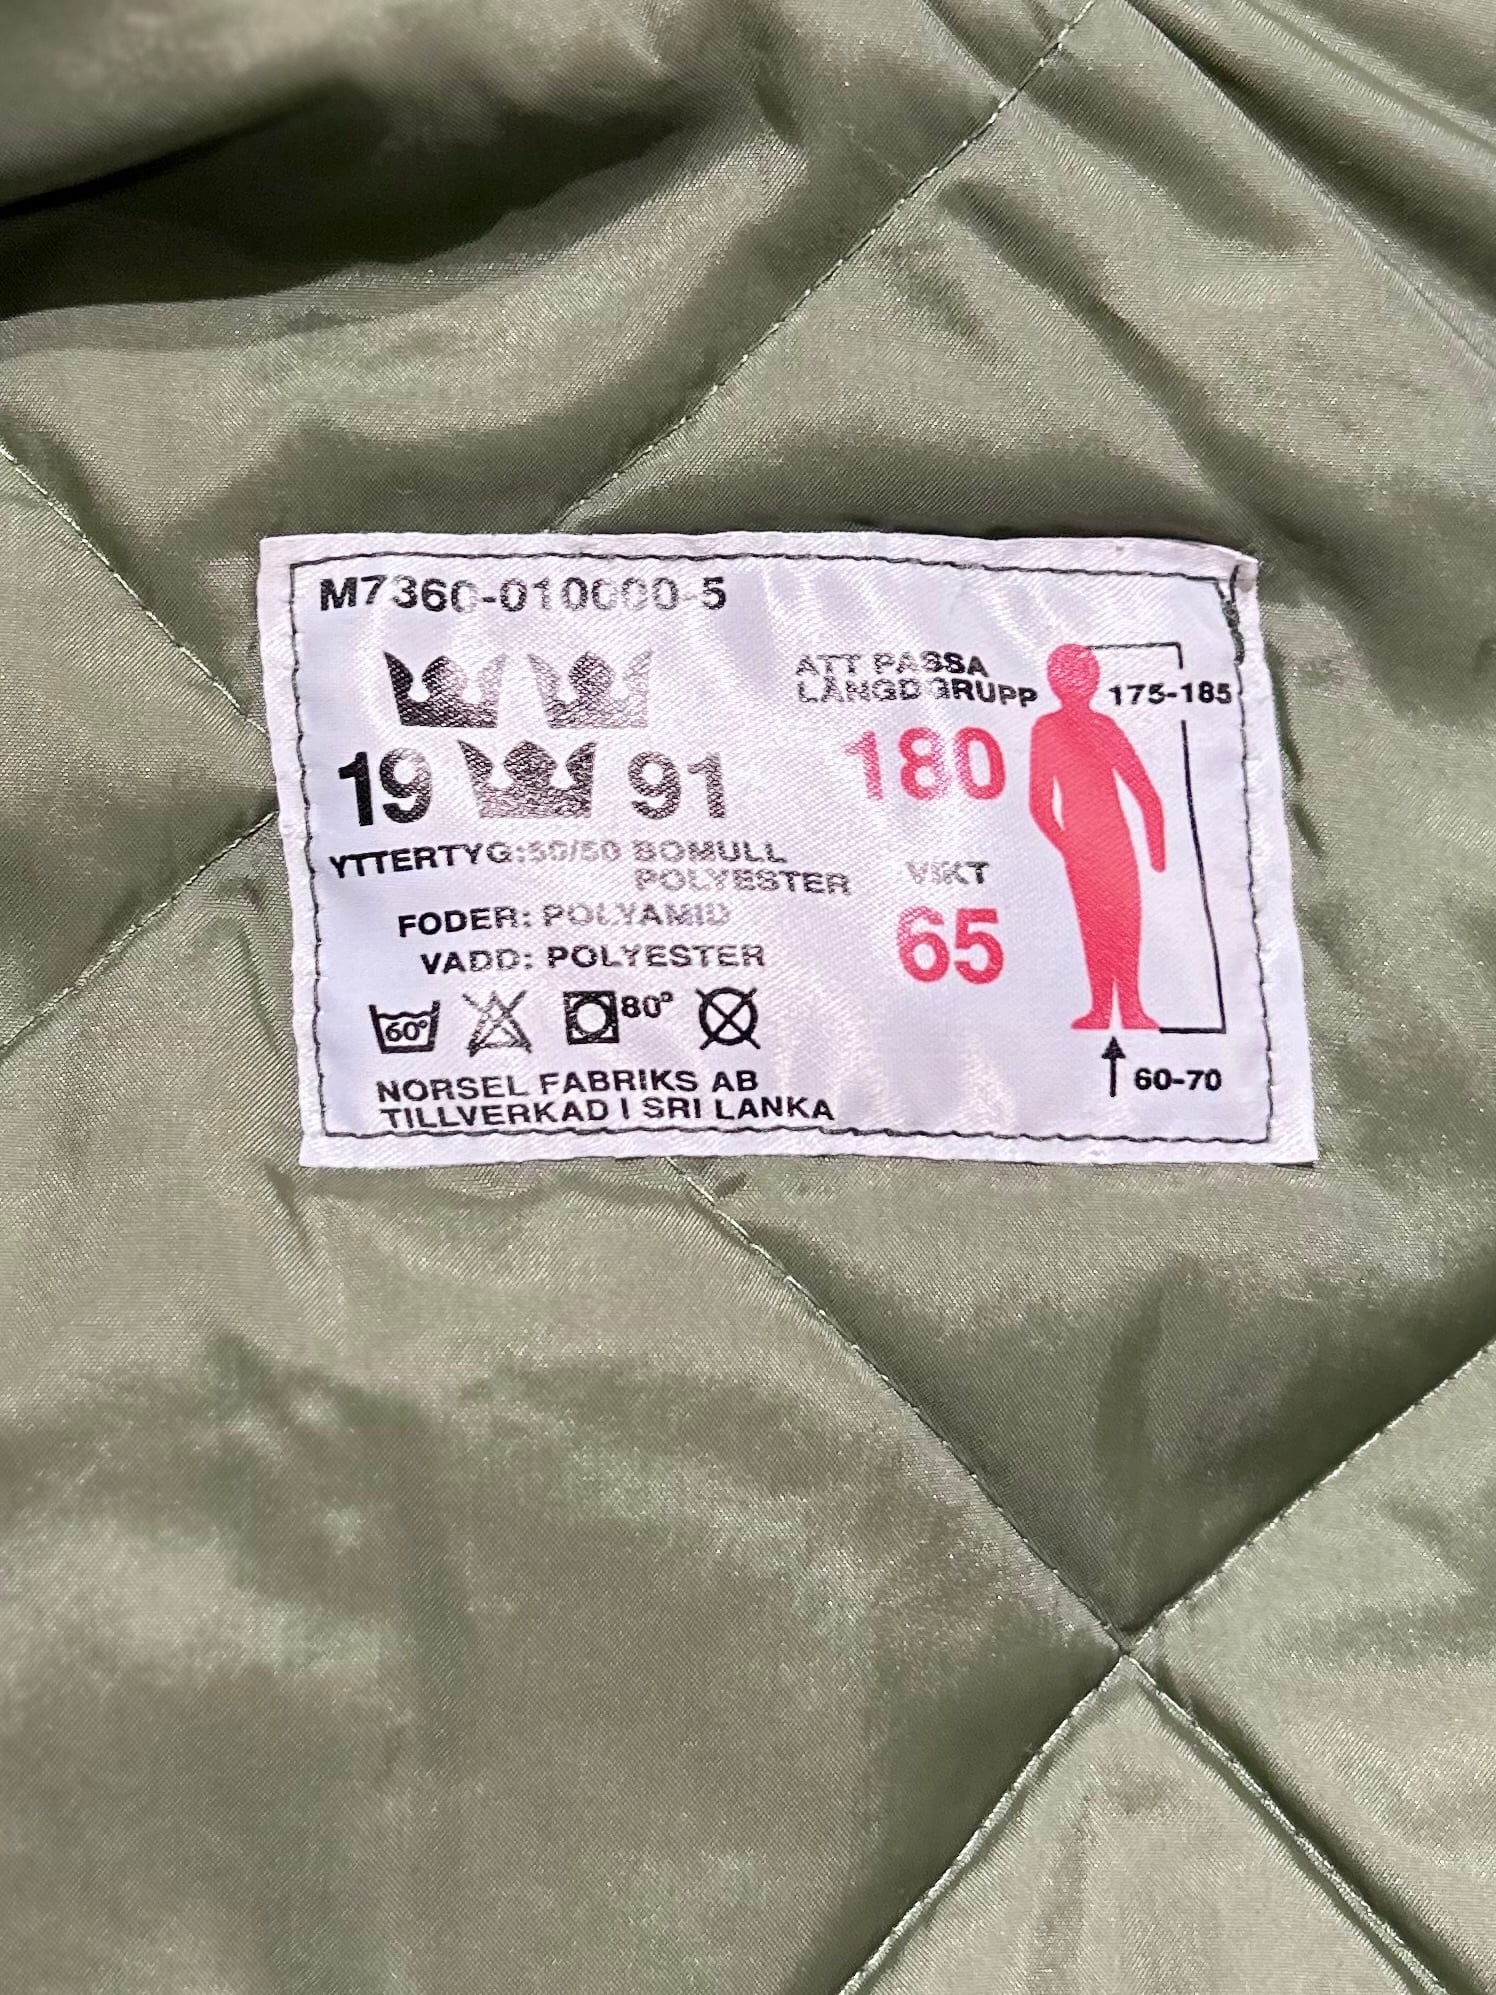 M7360-010000-5
19 91
YTTERTYG:50/50 BOMULL
POLYESTER
FODER: POLYAMID
VADD: POLYESTER
60° 80°
NORSEL FABRIKS AB
TILLVERKAD I SRI LANKA
ATT PASSA
LÄNGDGRUPP
180
175-185
VIKT
65
60-70